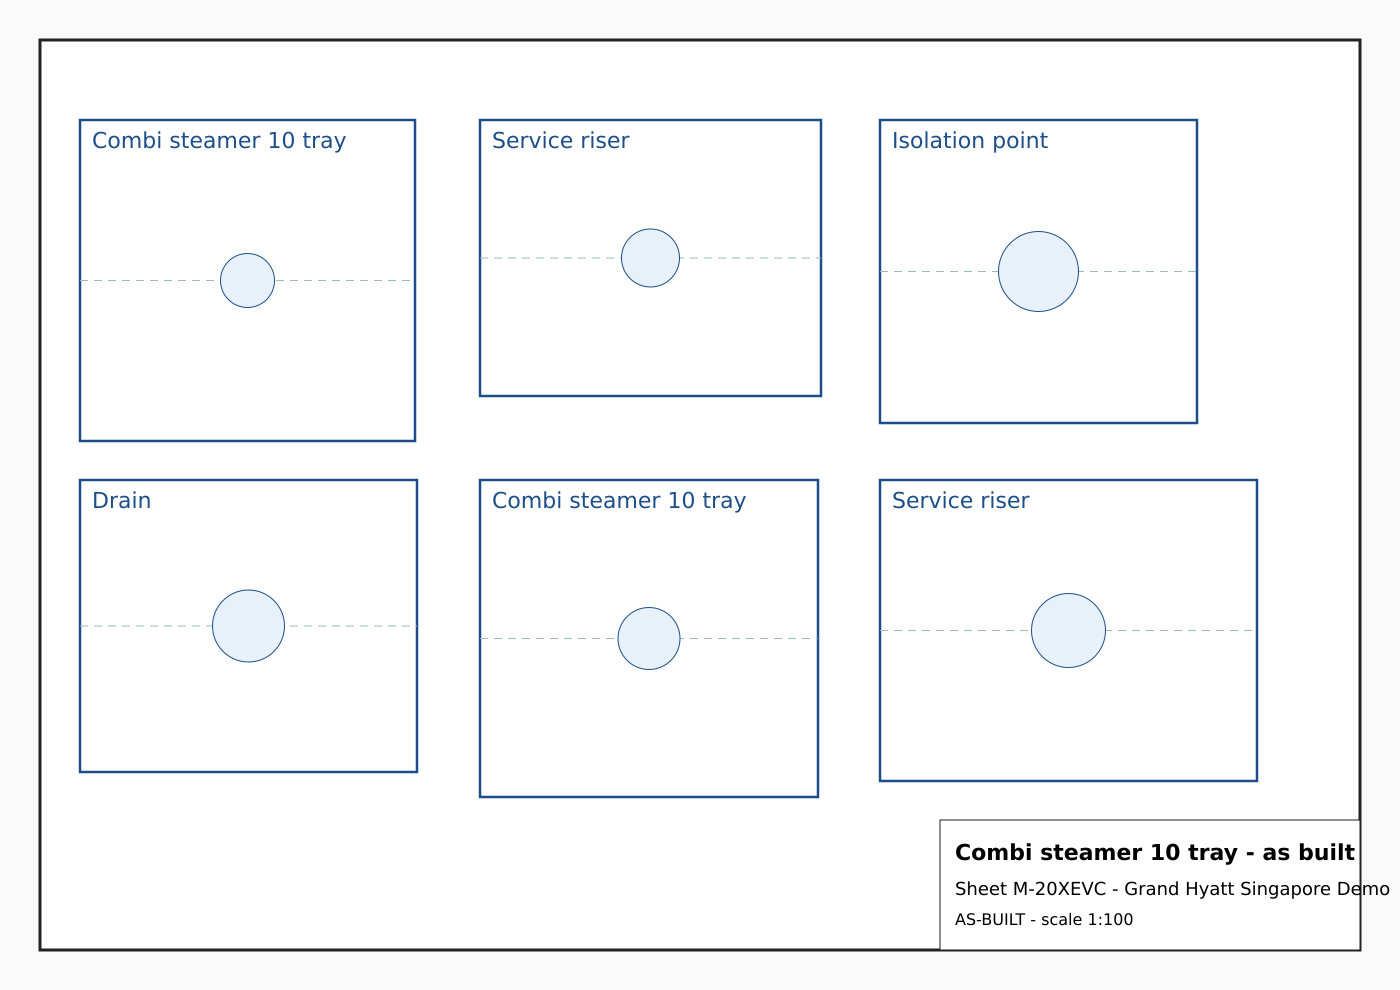 Combi steamer 10 tray
Service riser
Isolation point
Drain
Combi steamer 10 tray
Service riser
Combi steamer 10 tray - as built
Sheet M-20XEVC - Grand Hyatt Singapore Demo
AS-BUILT - scale 1:100